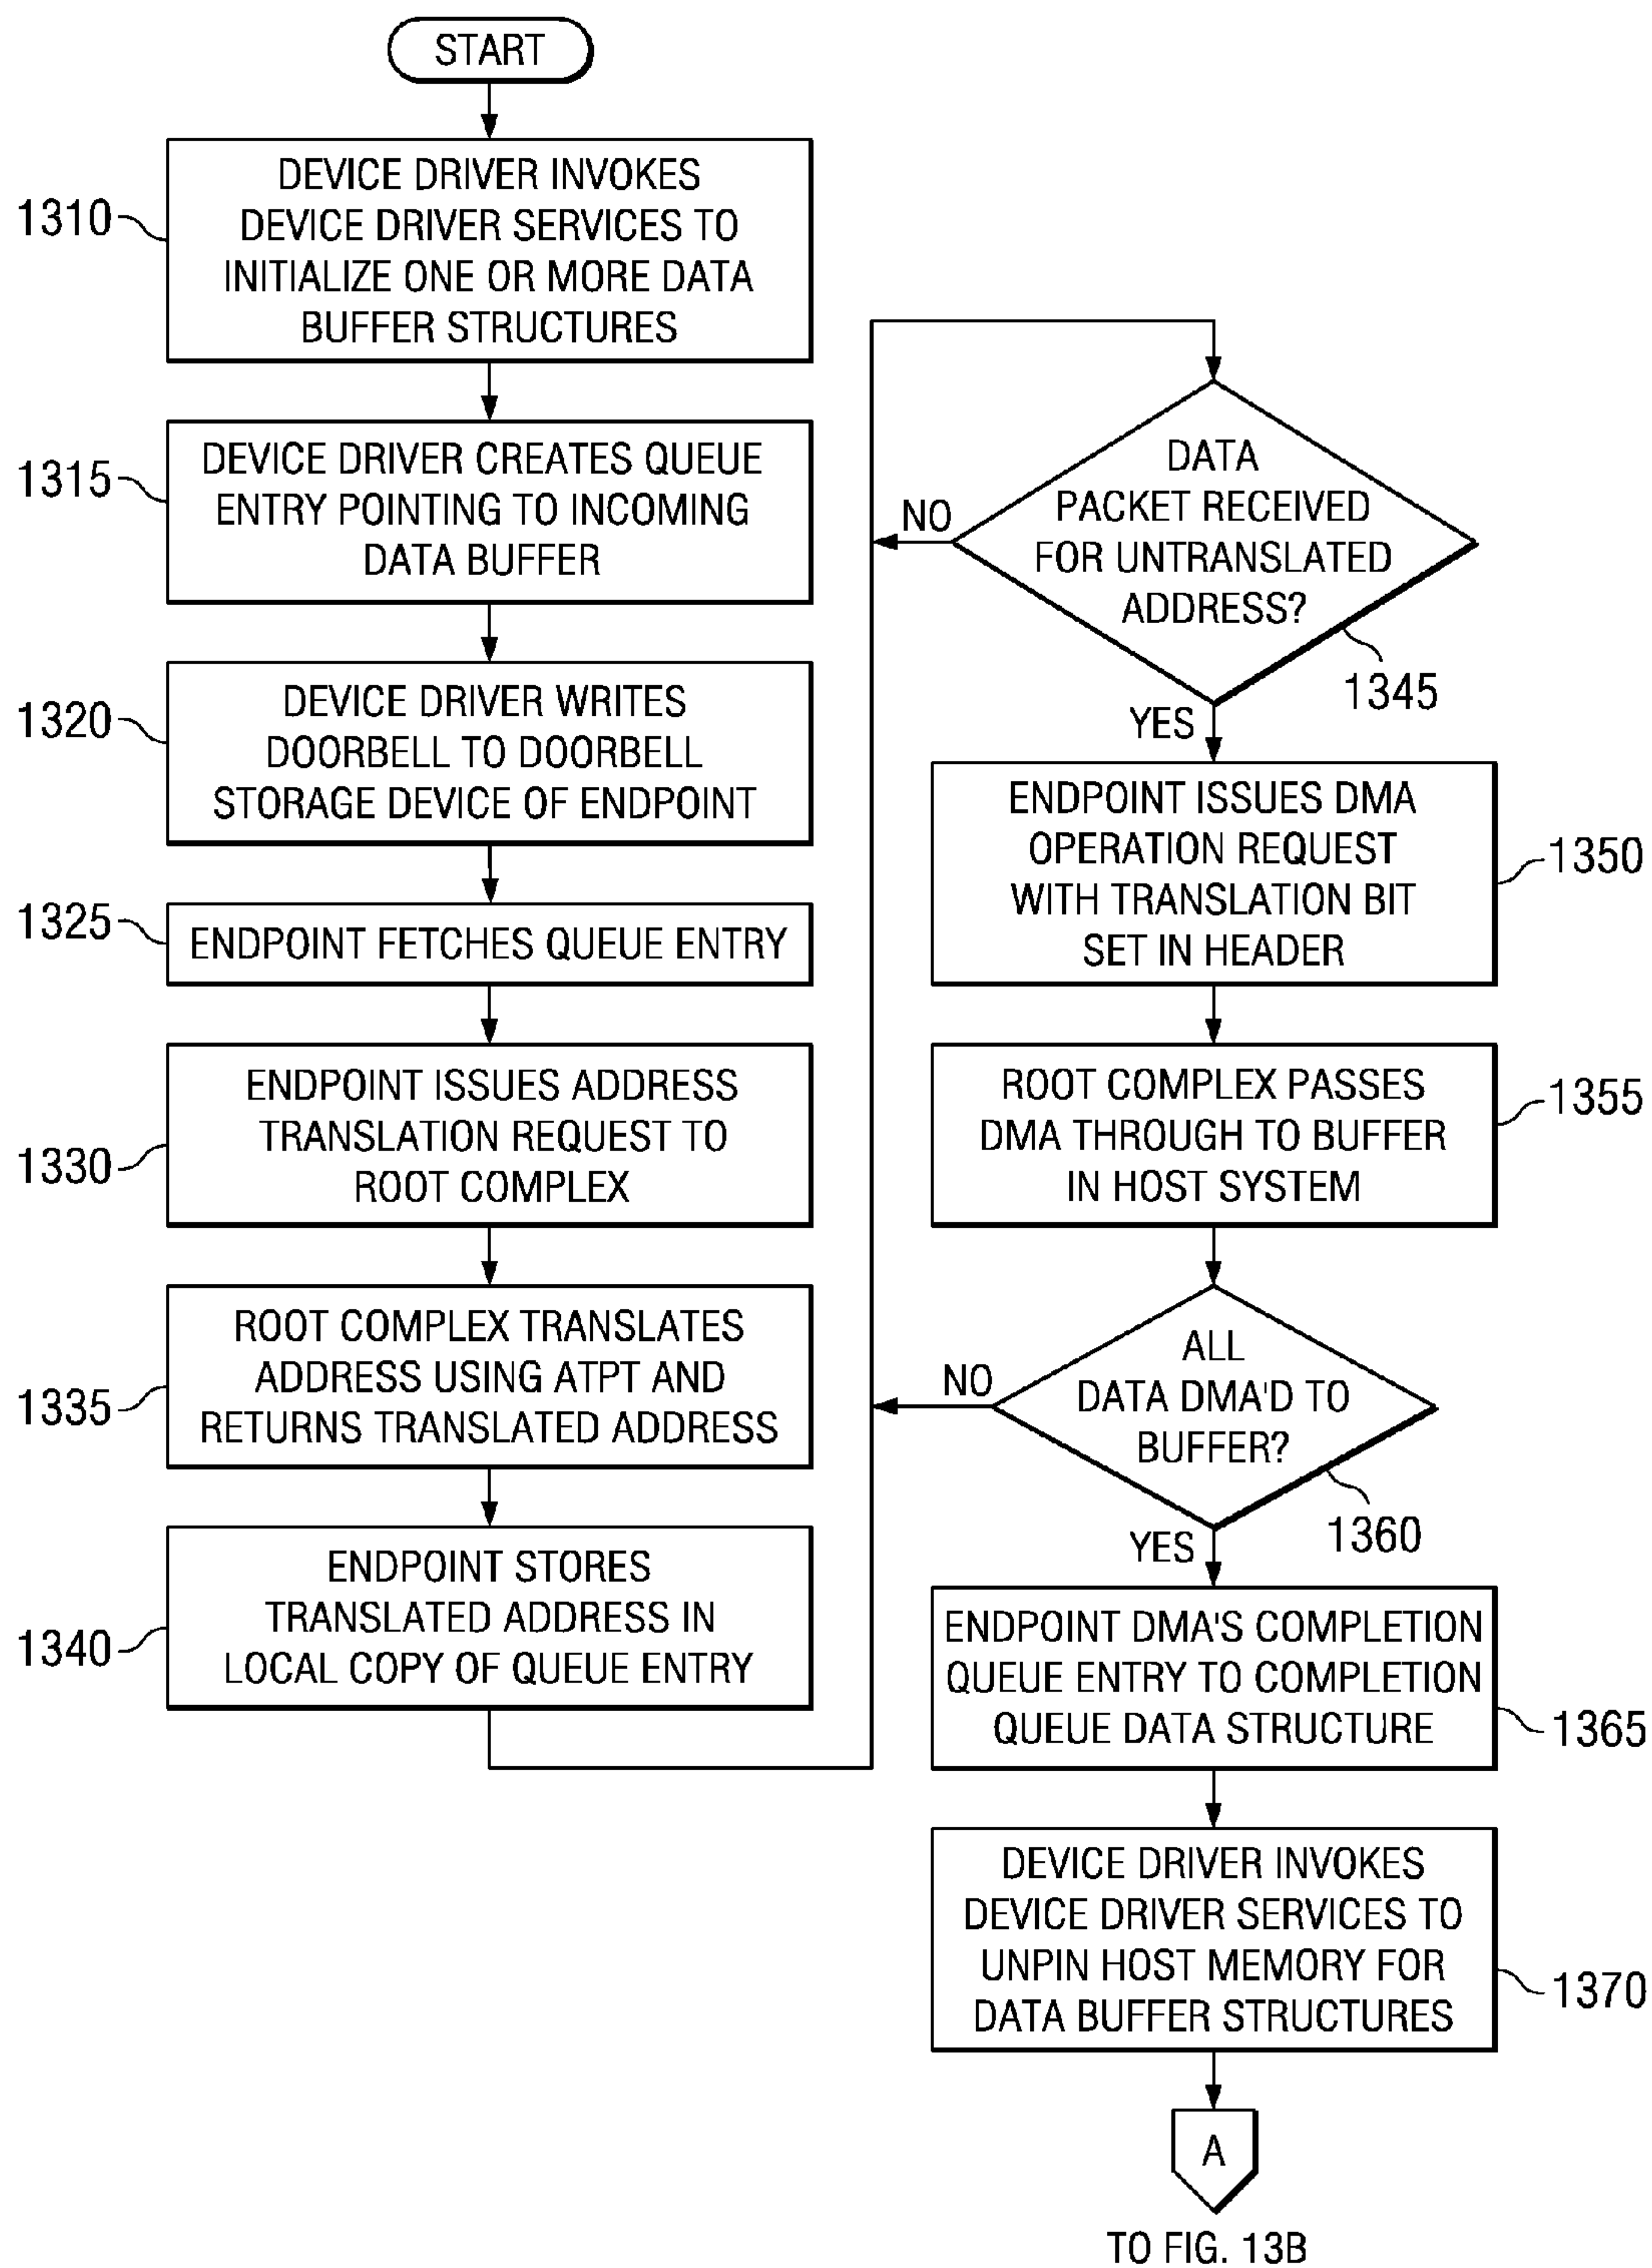 START
1310
DEVICE DRIVER INVOKES
DEVICE DRIVER SERVICES TO
INITIALIZE ONE OR MORE DATA
BUFFER STRUCTURES
1315
DEVICE DRIVER CREATES QUEUE
ENTRY POINTING TO INCOMING
DATA BUFFER
1320
DEVICE DRIVER WRITES
DOORBELL TO DOORBELL
STORAGE DEVICE OF ENDPOINT
1325
ENDPOINT FETCHES QUEUE ENTRY
1330
ENDPOINT ISSUES ADDRESS
TRANSLATION REQUEST TO
ROOT COMPLEX
1335
ROOT COMPLEX TRANSLATES
ADDRESS USING ATPT AND
RETURNS TRANSLATED ADDRESS
1340
ENDPOINT STORES
TRANSLATED ADDRESS IN
LOCAL COPY OF QUEUE ENTRY
DATA
PACKET RECEIVED
FOR UNTRANSLATED
ADDRESS?
NO
1345
YES
ENDPOINT ISSUES DMA
OPERATION REQUEST
WITH TRANSLATION BIT
SET IN HEADER
1350
ROOT COMPLEX PASSES
DMA THROUGH TO BUFFER
IN HOST SYSTEM
1355
ALL
DATA DMA'D TO
BUFFER?
NO
1360
YES
ENDPOINT DMA'S COMPLETION
QUEUE ENTRY TO COMPLETION
QUEUE DATA STRUCTURE
1365
DEVICE DRIVER INVOKES
DEVICE DRIVER SERVICES TO
UNPIN HOST MEMORY FOR
DATA BUFFER STRUCTURES
1370
A
TO FIG. 13B